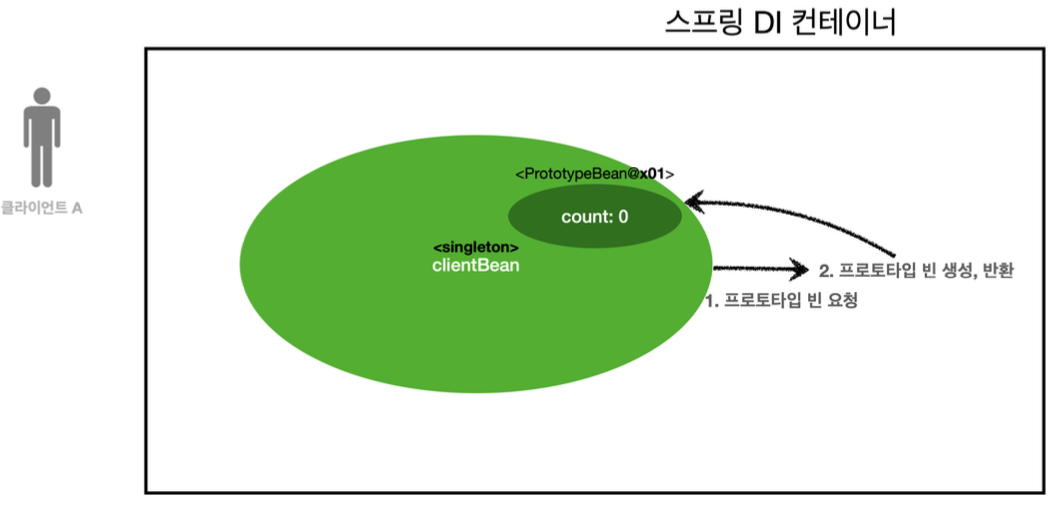 스프링 DI 컨테이너
<PrototypeBean@x01>
count: 0
클라이언트 A
<singleton>
clientBean
2. 프로토타입 빈 생성, 반환
1. 프로토타입 빈 요청